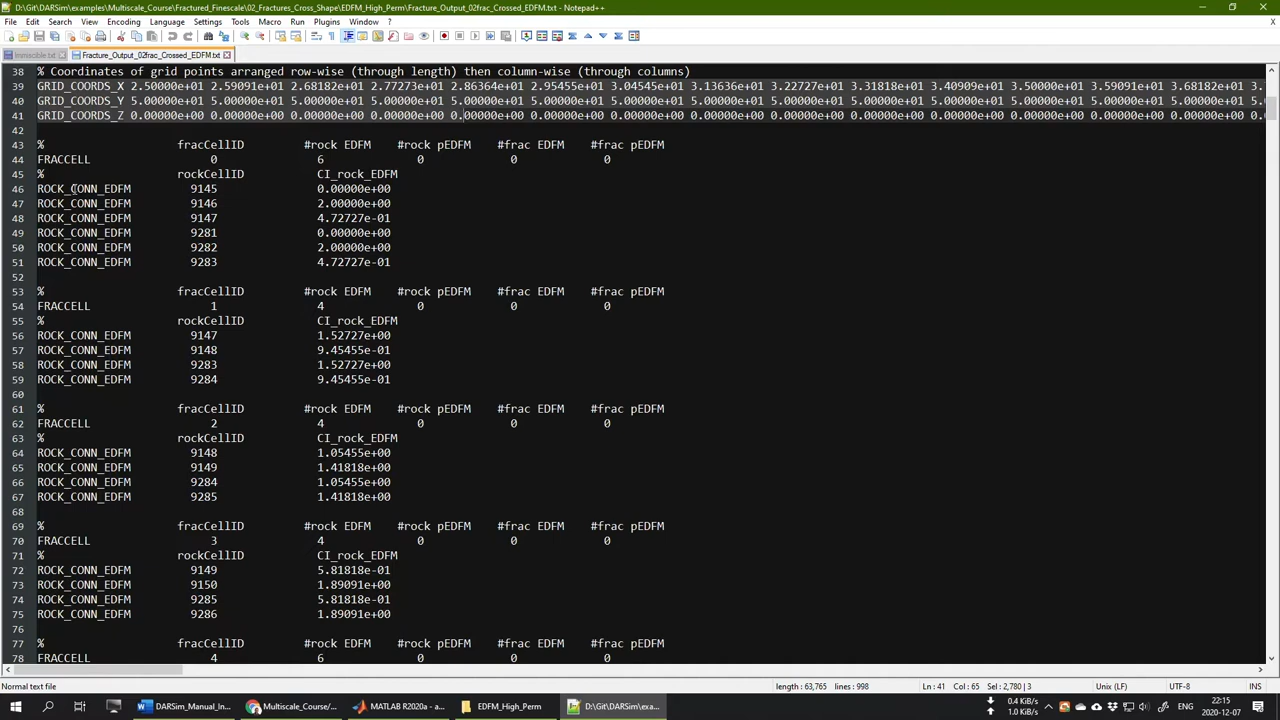 D:\Git\DARSim\examples\Multiscale_Course\Fractured_Finescale\02_Fractures_Cross_Shape\EDFM_High_Perm\Fracture_Output_02frac_Crossed_EDFM.txt - Notepad++
File Edit Search View Encoding Language Settings Tools Macro Run Plugins Window ?
Immiscible.txt Fracture_Output_02frac_Crossed_EDFM.txt
38 % Coordinates of grid points arranged row-wise (through length) then column-wise (through columns)
39 GRID_COORDS_X 2.50000e+01 2.59091e+01 2.68182e+01 2.77273e+01 2.86364e+01 2.95455e+01 3.04545e+01 3.13636e+01 3.22727e+01 3.31818e+01 3.40909e+01 3.50000e+01 3.59091e+01 3.68182e+01 3.7
40 GRID_COORDS_Y 5.00000e+01 5.00000e+01 5.00000e+01 5.00000e+01 5.00000e+01 5.00000e+01 5.00000e+01 5.00000e+01 5.00000e+01 5.00000e+01 5.00000e+01 5.00000e+01 5.00000e+01 5.00000e+01 5.0
41 GRID_COORDS_Z 0.00000e+00 0.00000e+00 0.00000e+00 0.00000e+00 0.00000e+00 0.00000e+00 0.00000e+00 0.00000e+00 0.00000e+00 0.00000e+00 0.00000e+00 0.00000e+00 0.00000e+00 0.00000e+00 0.0
42
43 % fracCellID #rock EDFM #rock pEDFM #frac EDFM #frac pEDFM
44 FRACCELL 0 6 0 0 0
45 % rockCellID CI_rock_EDFM
46 ROCK_CONN_EDFM 9145 0.00000e+00
47 ROCK_CONN_EDFM 9146 2.00000e+00
48 ROCK_CONN_EDFM 9147 4.72727e-01
49 ROCK_CONN_EDFM 9281 0.00000e+00
50 ROCK_CONN_EDFM 9282 2.00000e+00
51 ROCK_CONN_EDFM 9283 4.72727e-01
52
53 % fracCellID #rock EDFM #rock pEDFM #frac EDFM #frac pEDFM
54 FRACCELL 1 4 0 0 0
55 % rockCellID CI_rock_EDFM
56 ROCK_CONN_EDFM 9147 1.52727e+00
57 ROCK_CONN_EDFM 9148 9.45455e-01
58 ROCK_CONN_EDFM 9283 1.52727e+00
59 ROCK_CONN_EDFM 9284 9.45455e-01
60
61 % fracCellID #rock EDFM #rock pEDFM #frac EDFM #frac pEDFM
62 FRACCELL 2 4 0 0 0
63 % rockCellID CI_rock_EDFM
64 ROCK_CONN_EDFM 9148 1.05455e+00
65 ROCK_CONN_EDFM 9149 1.41818e+00
66 ROCK_CONN_EDFM 9284 1.05455e+00
67 ROCK_CONN_EDFM 9285 1.41818e+00
68
69 % fracCellID #rock EDFM #rock pEDFM #frac EDFM #frac pEDFM
70 FRACCELL 3 4 0 0 0
71 % rockCellID CI_rock_EDFM
72 ROCK_CONN_EDFM 9149 5.81818e-01
73 ROCK_CONN_EDFM 9150 1.89091e+00
74 ROCK_CONN_EDFM 9285 5.81818e-01
75 ROCK_CONN_EDFM 9286 1.89091e+00
76
77 % fracCellID #rock EDFM #rock pEDFM #frac EDFM #frac pEDFM
78 FRACCELL 4 6 0 0 0
Normal text file length : 63,765 lines : 998 Ln : 41 Col : 65 Sel : 2,780 | 3 Unix (LF) UTF-8 INS
DARSim_Manual_In... Multiscale_Course/... MATLAB R2020a - a... EDFM_High_Perm D:\Git\DARSim\exa... 0.4 KB/s 1.0 KB/s 22:15 2020-12-07